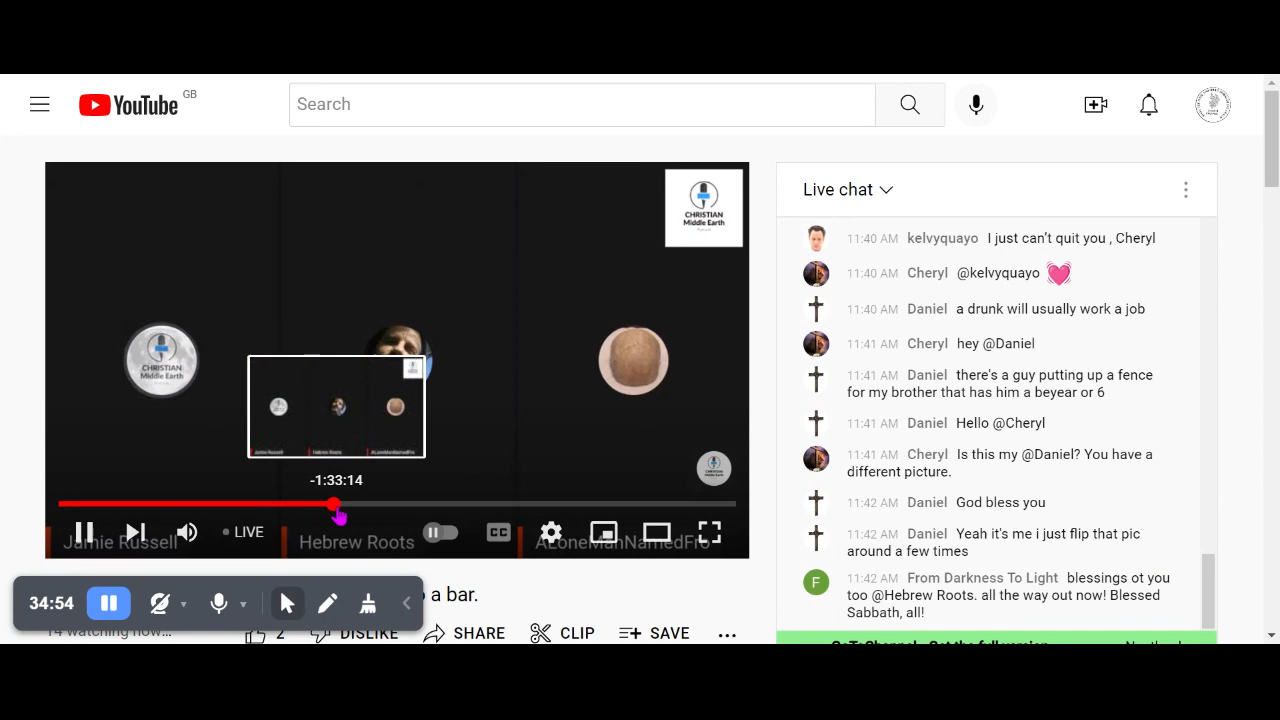 YouTube GB
Search
CHRISTIAN
Middle Earth
Live chat
11:40 AM kelvyquayo I just can’t quit you , Cheryl
11:40 AM Cheryl @kelvyquayo
11:40 AM Daniel a drunk will usually work a job
11:41 AM Cheryl hey @Daniel
11:41 AM Daniel there's a guy putting up a fence
for my brother that has him a beyear or 6
11:41 AM Daniel Hello @Cheryl
11:41 AM Cheryl Is this my @Daniel? You have a
different picture.
11:42 AM Daniel God bless you
11:42 AM Daniel Yeah it's me i just flip that pic
around a few times
F 11:42 AM From Darkness To Light blessings ot you
too @Hebrew Roots. all the way out now! Blessed
Sabbath, all!
CHRISTIAN
Middle Earth
Jamie Russell Hebrew Roots ALoneManNamedFro
-1:33:14
LIVE
CC
Jamie Russell
Hebrew Roots
ALoneManNamedFro
34:54
a bar.
14 watching now...
2
DISLIKE
SHARE
CLIP
SAVE